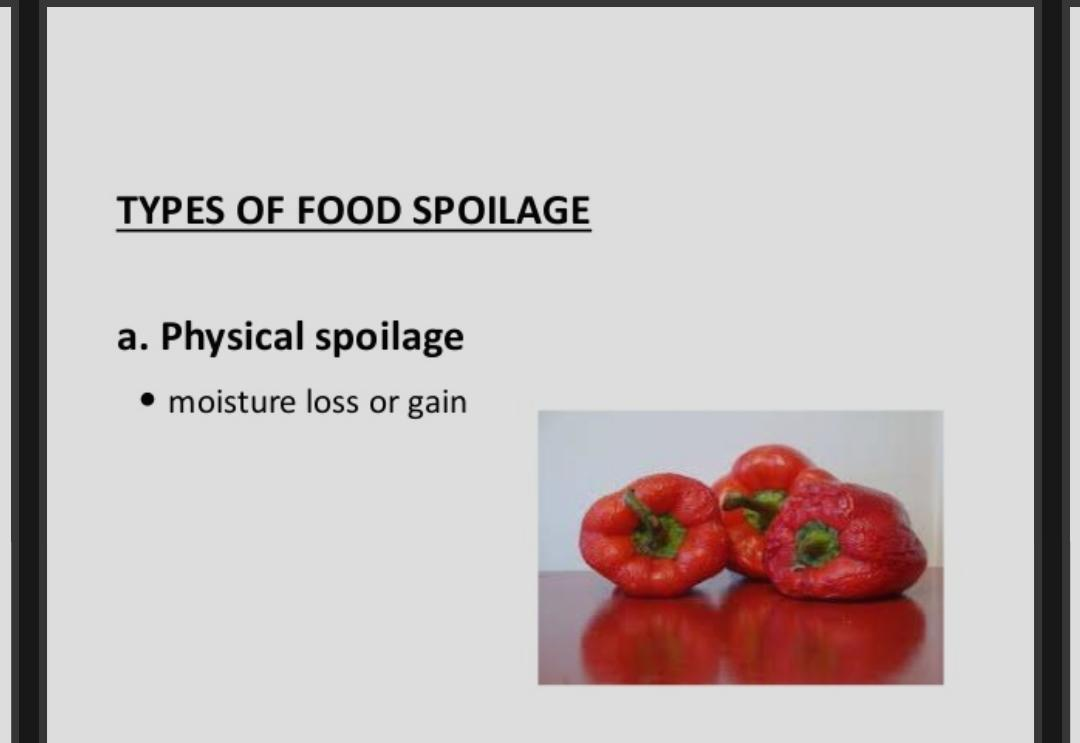 TYPES OF FOOD SPOILAGE
a. Physical spoilage
• moisture loss or gain